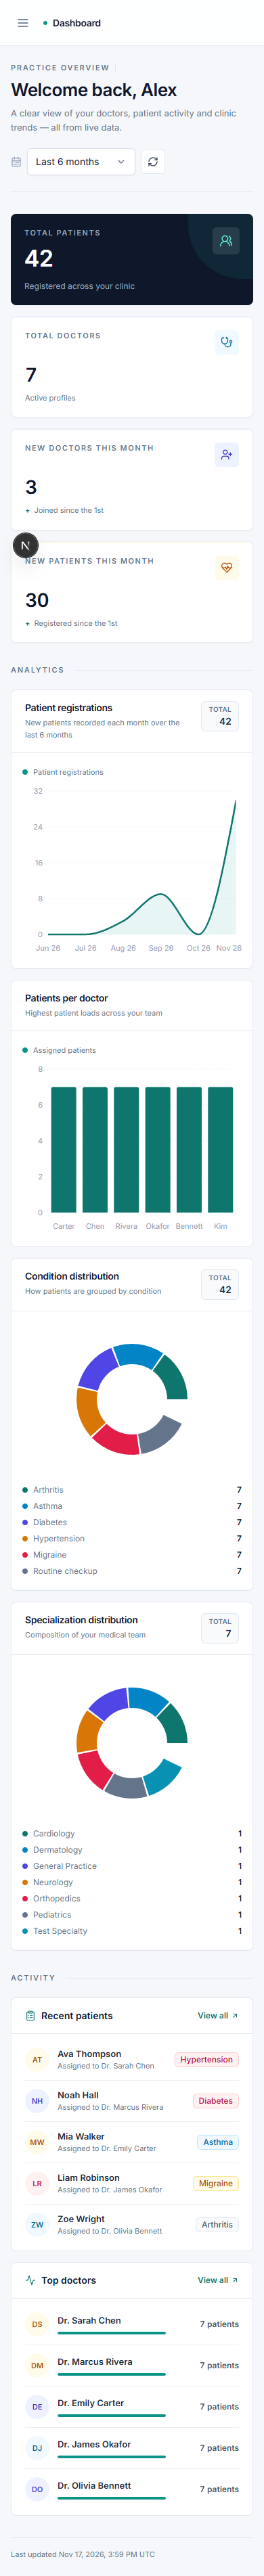 Dashboard
PRACTICE OVERVIEW
Welcome back, Alex
A clear view of your doctors, patient activity and clinic
trends — all from live data.
Last 6 months
TOTAL PATIENTS
42
Registered across your clinic
TOTAL DOCTORS
7
Active profiles
NEW DOCTORS THIS MONTH
3
+ Joined since the 1st
N
NEW PATIENTS THIS MONTH
30
+ Registered since the 1st
ANALYTICS
Patient registrations
New patients recorded each month over the
last 6 months
TOTAL
42
Patient registrations
32
24
16
8
0
Jun 26 Jul 26 Aug 26 Sep 26 Oct 26 Nov 26
Patients per doctor
Highest patient loads across your team
Assigned patients
8
6
4
2
0
Carter Chen Rivera Okafor Bennett Kim
Condition distribution
How patients are grouped by condition
TOTAL
42
Arthritis 7
Asthma 7
Diabetes 7
Hypertension 7
Migraine 7
Routine checkup 7
Specialization distribution
Composition of your medical team
TOTAL
7
Cardiology 1
Dermatology 1
General Practice 1
Neurology 1
Orthopedics 1
Pediatrics 1
Test Specialty 1
ACTIVITY
Recent patients View all
AT Ava Thompson
Assigned to Dr. Sarah Chen
Hypertension
NH Noah Hall
Assigned to Dr. Marcus Rivera
Diabetes
MW Mia Walker
Assigned to Dr. Emily Carter
Asthma
LR Liam Robinson
Assigned to Dr. James Okafor
Migraine
ZW Zoe Wright
Assigned to Dr. Olivia Bennett
Arthritis
Top doctors View all
DS Dr. Sarah Chen 7 patients
DM Dr. Marcus Rivera 7 patients
DE Dr. Emily Carter 7 patients
DJ Dr. James Okafor 7 patients
DO Dr. Olivia Bennett 7 patients
Last updated Nov 17, 2026, 3:59 PM UTC